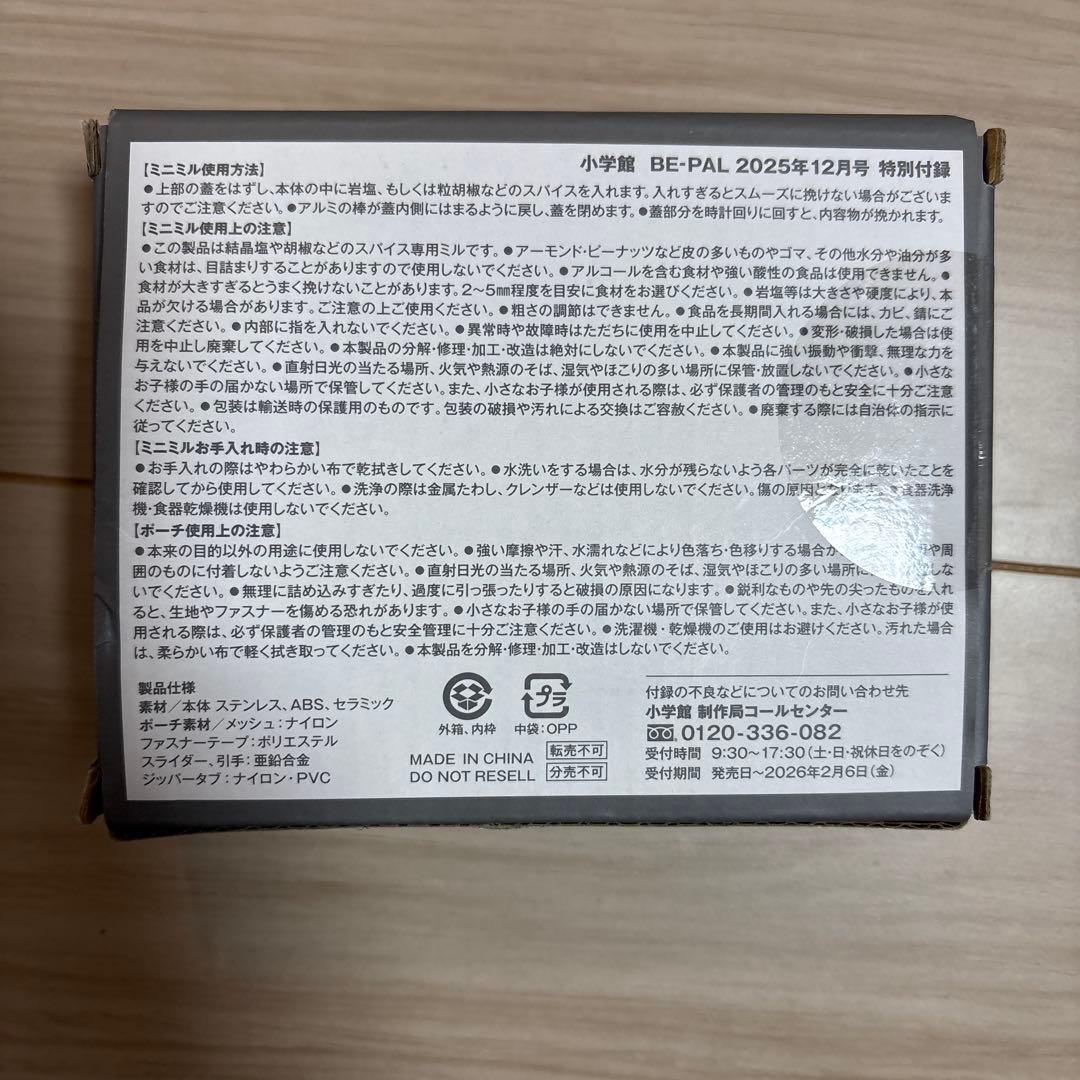 小学館 BE-PAL 2025年12月号 特別付録
【ミニミル使用方法】
●上部の蓋をはずし、本体の中に岩塩、もしくは粒胡椒などのスパイスを入れます。入れすぎるとスムーズに挽けない場合がございま
すのでご注意ください。●アルミの棒が蓋内側にはまるように戻し、蓋を閉めます。●蓋部分を時計回りに回すと、内容物が挽かれます。
【ミニミル使用上の注意】
●この製品は結晶塩や胡椒などのスパイス専用ミルです。●アーモンド・ピーナッツなど皮の多いものやゴマ、その他水分や油分が多
い食材は、目詰まりすることがありますので使用しないでください。●アルコールを含む食材や強い酸性の食品は使用できません。●
食材が大きすぎるとうまく挽けないことがあります。2〜5㎜程度を目安に食材をお選びください。●岩塩等は大きさや硬度により、本
品が欠ける場合があります。ご注意の上ご使用ください。●粗さの調節はできません。●食品を長期間入れる場合には、カビ、錆にご
注意ください。●内部に指を入れないでください。●異常時や故障時はただちに使用を中止してください。●変形・破損した場合は使
用を中止し廃棄してください。●本製品の分解・修理・加工・改造は絶対にしないでください。●本製品に強い振動や衝撃、無理な力を
与えないでください。●直射日光の当たる場所、火気や熱源のそば、湿気やほこりの多い場所に保管・放置しないでください。●小さな
お子様の手の届かない場所で保管してください。また、小さなお子様が使用される際は、必ず保護者の管理のもと安全に十分ご注意
ください。●包装は輸送時の保護用のものです。包装の破損や汚れによる交換はご容赦ください。●廃棄する際には自治体の指示に
従ってください。
【ミニミルお手入れ時の注意】
●お手入れの際はやわらかい布で乾拭きしてください。●水洗いをする場合は、水分が残らないよう各パーツが完全に乾いたことを
確認してから使用してください。●洗浄の際は金属たわし、クレンザーなどは使用しないでください。傷の原因となります。●食器洗浄
機・食器乾燥機は使用しないでください。
【ポーチ使用上の注意】
●本来の目的以外の用途に使用しないでください。●強い摩擦や汗、水濡れなどにより色落ち・色移りする場合が や周
囲のものに付着しないようご注意ください。●直射日光の当たる場所、火気や熱源のそば、湿気やほこりの多い場所に しな
いでください。●無理に詰め込みすぎたり、過度に引っ張ったりすると破損の原因になります。●鋭利なものや先の尖ったものを入れ
ると、生地やファスナーを傷める恐れがあります。●小さなお子様の手の届かない場所で保管してください。また、小さなお子様が使
用される際は、必ず保護者の管理のもと安全管理に十分ご注意ください。●洗濯機・乾燥機のご使用はお避けください。汚れた場合
は、柔らかい布で軽く拭き取ってください。●本製品を分解・修理・加工・改造はしないでください。
製品仕様
素材／本体 ステンレス、ABS、セラミック
ポーチ素材／メッシュ：ナイロン
ファスナーテープ：ポリエステル
スライダー、引手：亜鉛合金
ジッパータブ：ナイロン・PVC
プラ
外箱、内枠 中袋：OPP
MADE IN CHINA 転売不可
DO NOT RESELL 分売不可
付録の不良などについてのお問い合わせ先
小学館 制作局コールセンター
0120-336-082
受付時間 9:30〜17:30（土・日・祝休日をのぞく）
受付期間 発売日〜2026年2月6日（金）